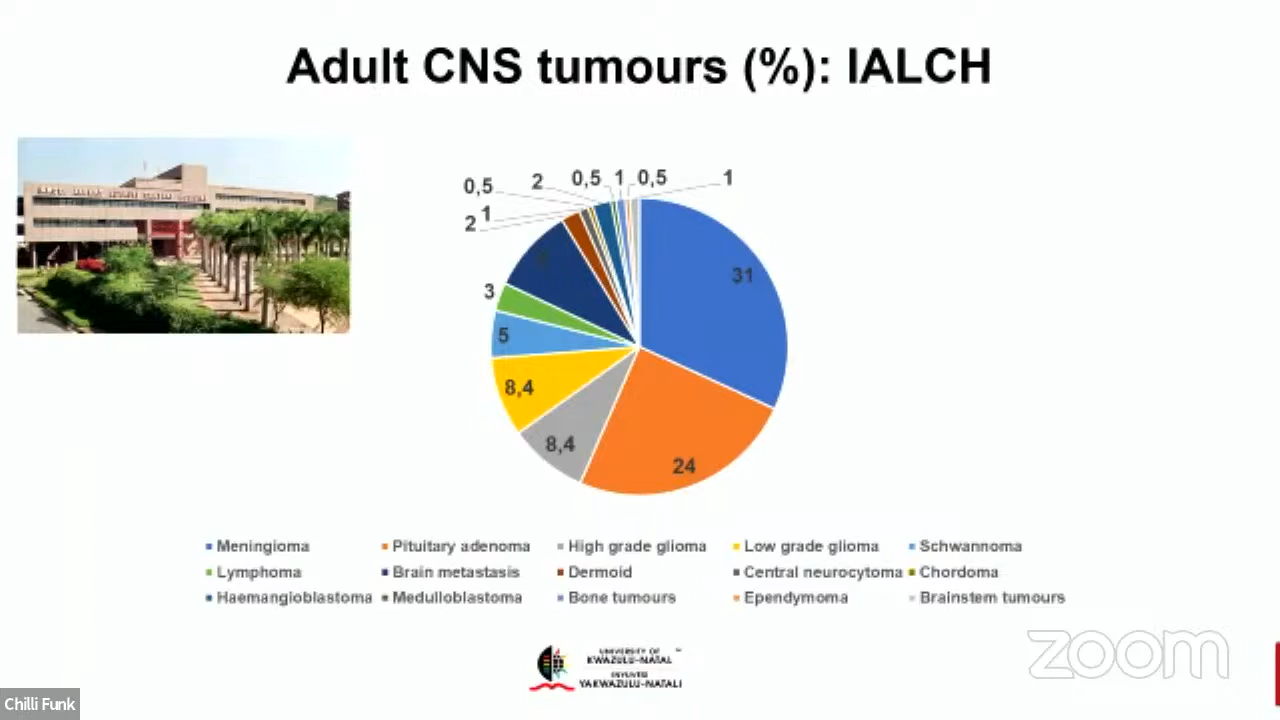 Adult CNS tumours (%): IALCH
0,5
2
0,5
1
0,5
1
1
2
3
5
8,4
8,4
24
31
Meningioma
Pituitary adenoma
High grade glioma
Low grade glioma
Schwannoma
Lymphoma
Brain metastasis
Dermoid
Central neurocytoma
Chordoma
Haemangioblastoma
Medulloblastoma
Bone tumours
Ependymoma
Brainstem tumours
UNIVERSITY OF ™
KWAZULU-NATAL
INYUVESI
YAKWAZULU-NATALI
zoom
Chilli Funk